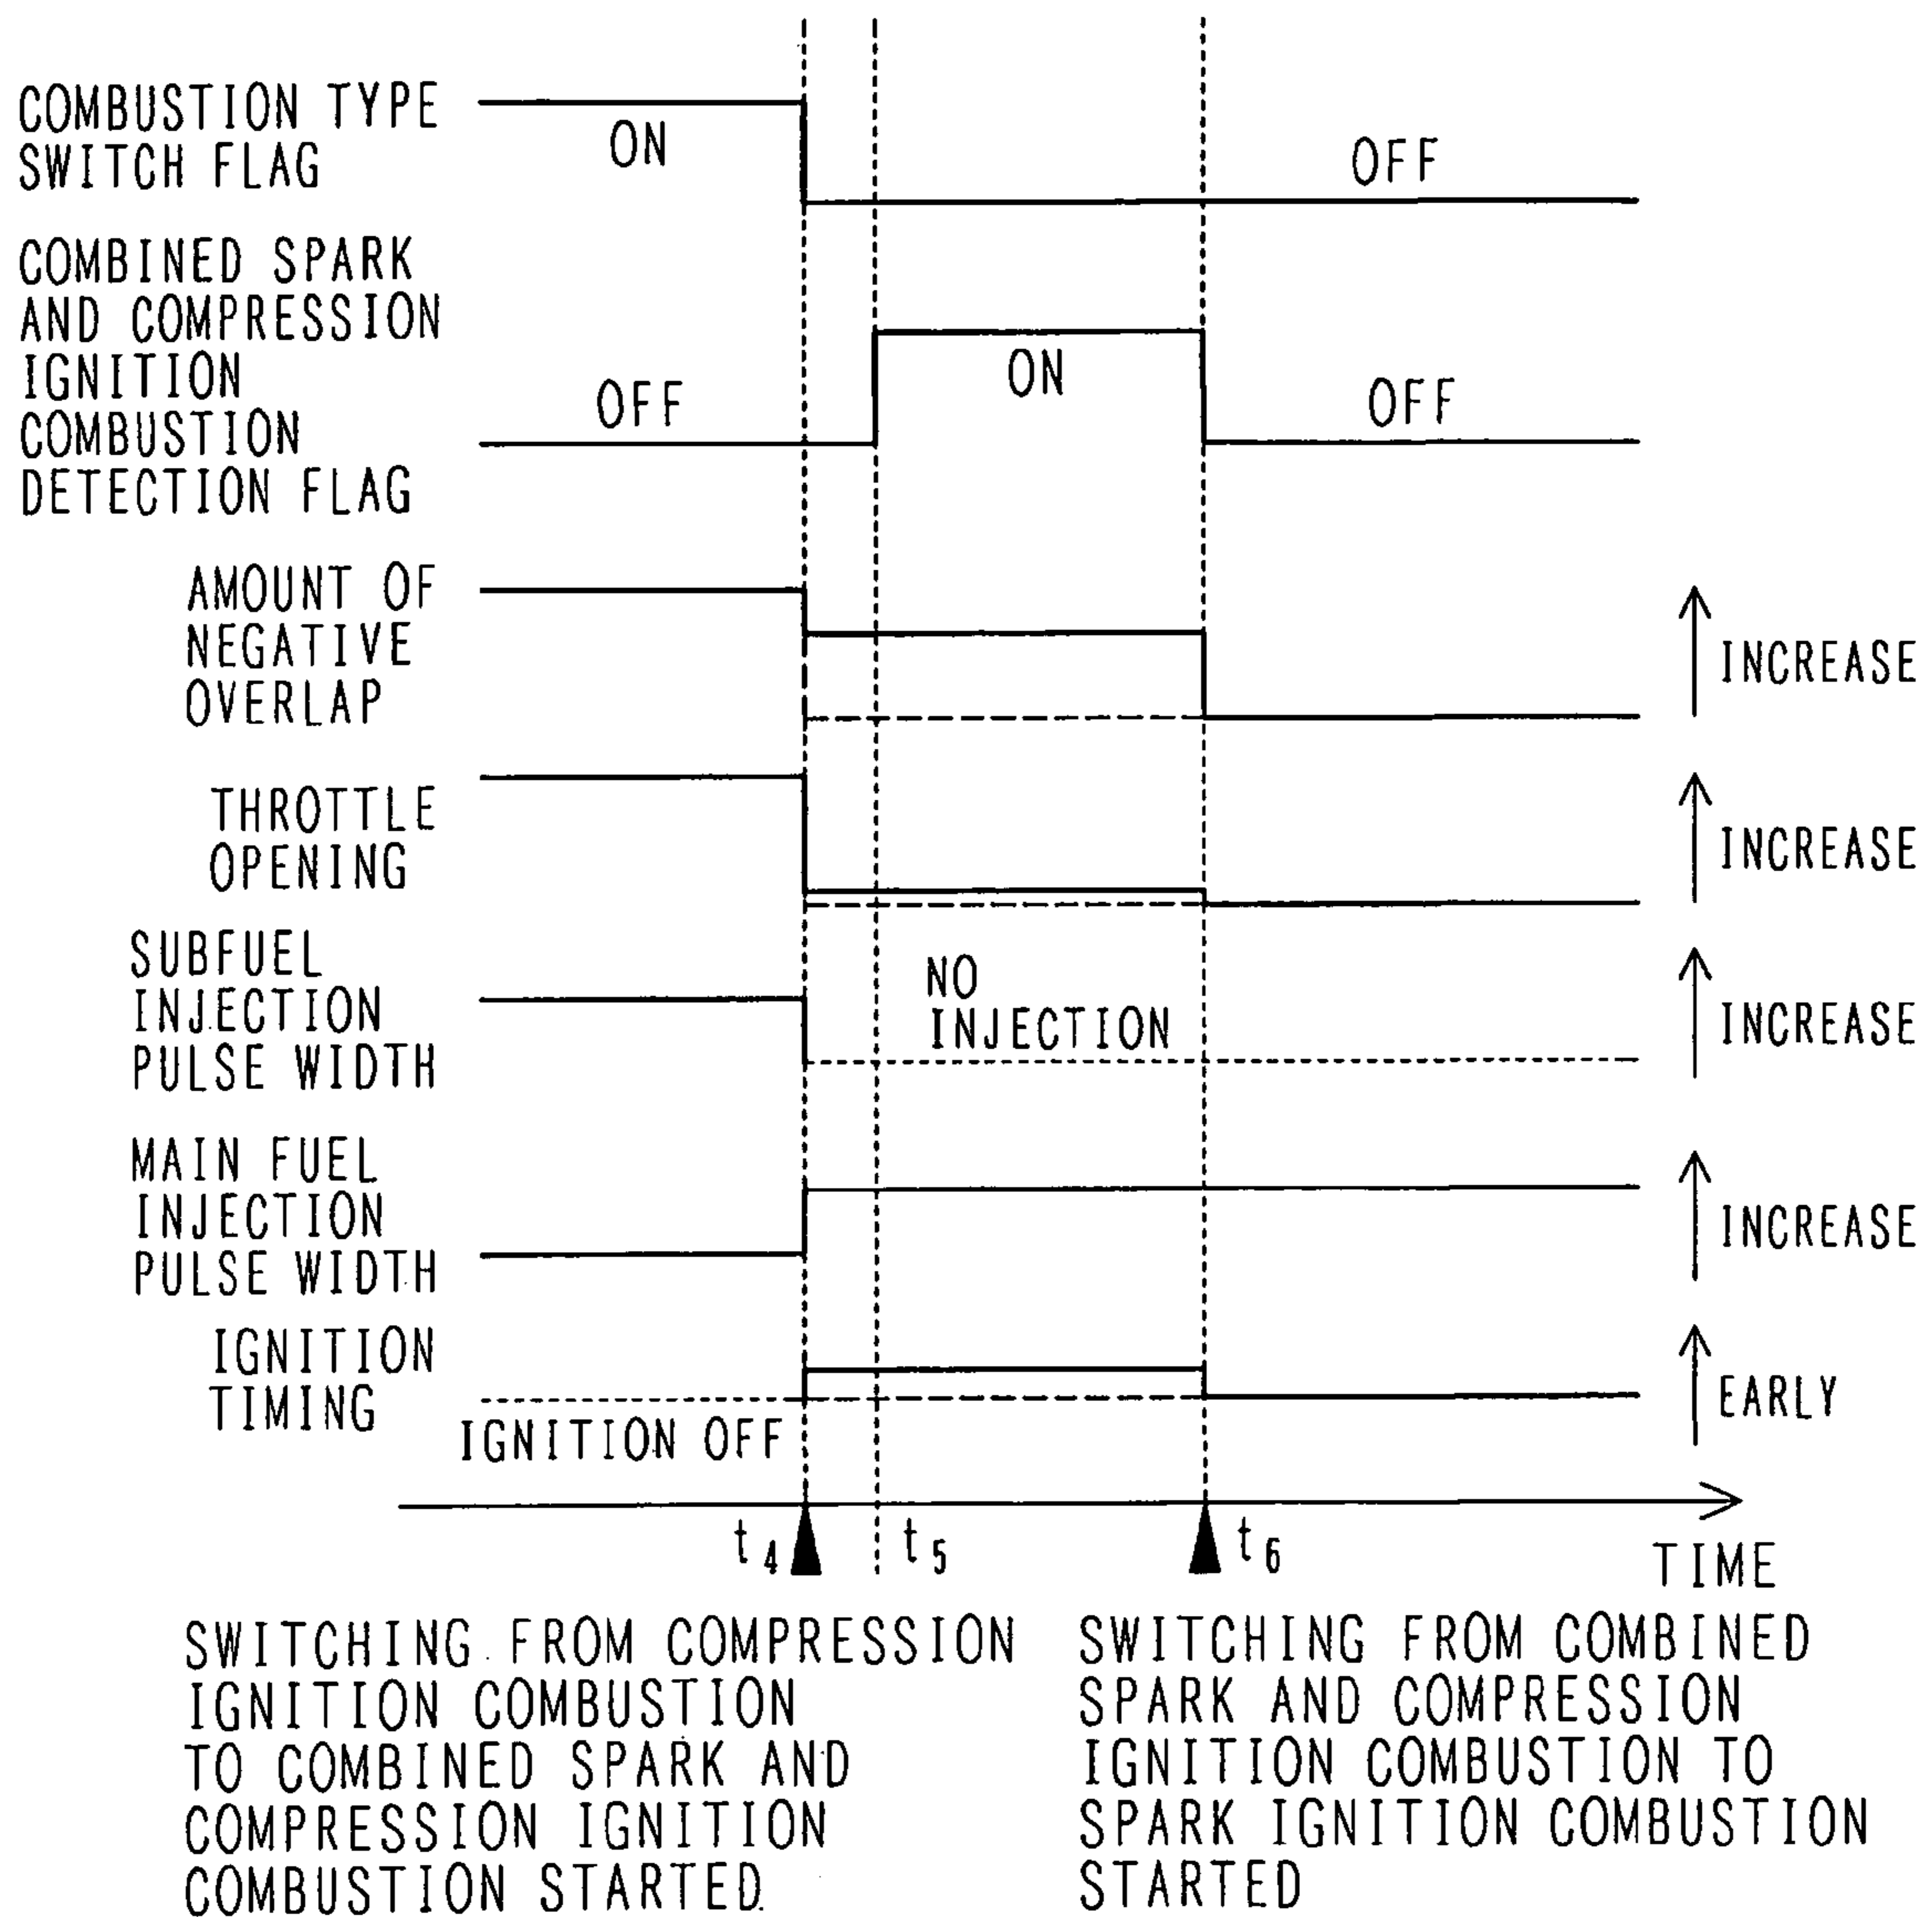 COMBUSTION TYPE
SWITCH FLAG
ON
OFF
COMBINED SPARK
AND COMPRESSION
IGNITION
COMBUSTION
DETECTION FLAG
OFF
ON
OFF
AMOUNT OF
NEGATIVE
OVERLAP
INCREASE
THROTTLE
OPENING
INCREASE
SUBFUEL
INJECTION
PULSE WIDTH
NO
INJECTION
INCREASE
MAIN FUEL
INJECTION
PULSE WIDTH
INCREASE
IGNITION
TIMING
IGNITION OFF
EARLY
t4 t5 t6
TIME
SWITCHING FROM COMPRESSION
IGNITION COMBUSTION
TO COMBINED SPARK AND
COMPRESSION IGNITION
COMBUSTION STARTED
SWITCHING FROM COMBINED
SPARK AND COMPRESSION
IGNITION COMBUSTION TO
SPARK IGNITION COMBUSTION
STARTED